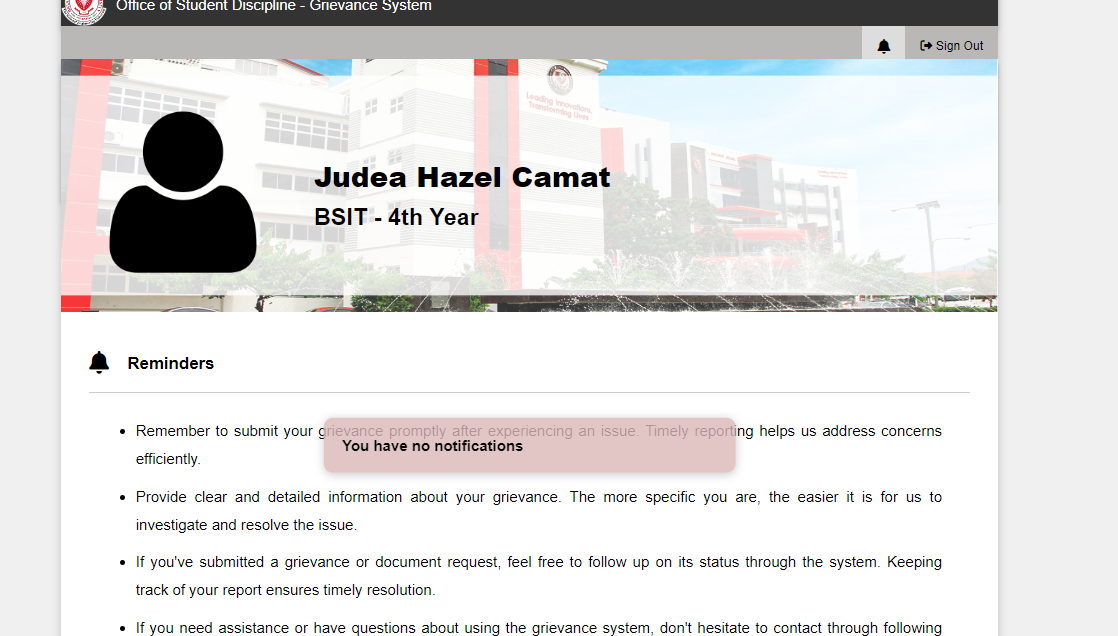 Office of Student Discipline - Grievance System
Sign Out
Leading Innovations,
Transforming Lives
Judea Hazel Camat
BSIT - 4th Year
Reminders
Remember to submit your grievance promptly after experiencing an issue. Timely reporting helps us address concerns
efficiently.
You have no notifications
Provide clear and detailed information about your grievance. The more specific you are, the easier it is for us to
investigate and resolve the issue.
If you've submitted a grievance or document request, feel free to follow up on its status through the system. Keeping
track of your report ensures timely resolution.
If you need assistance or have questions about using the grievance system, don't hesitate to contact through following